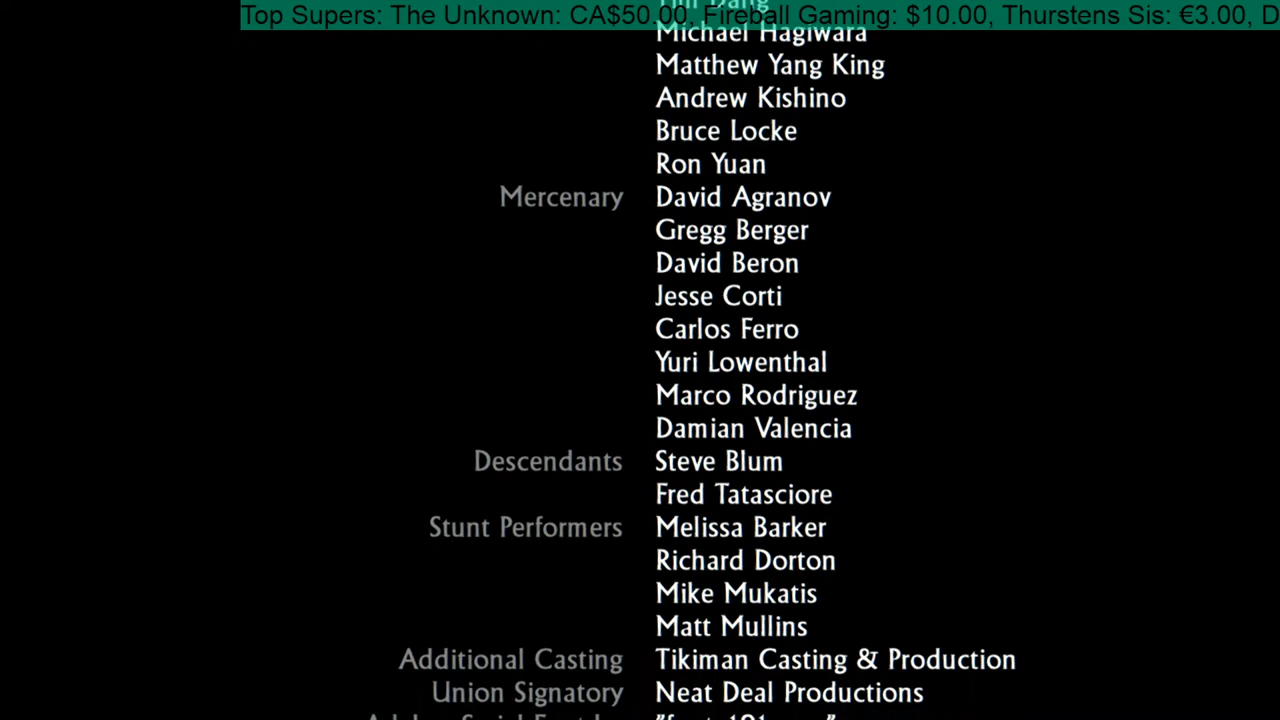 Top Supers: The Unknown: CA$50.00, Fireball Gaming: $10.00, Thurstens Sis: €3.00, D
Michael Hagiwara
Matthew Yang King
Andrew Kishino
Bruce Locke
Ron Yuan
Mercenary David Agranov
Gregg Berger
David Beron
Jesse Corti
Carlos Ferro
Yuri Lowenthal
Marco Rodriguez
Damian Valencia
Descendants Steve Blum
Fred Tatasciore
Stunt Performers Melissa Barker
Richard Dorton
Mike Mukatis
Matt Mullins
Additional Casting Tikiman Casting & Production
Union Signatory Neat Deal Productions